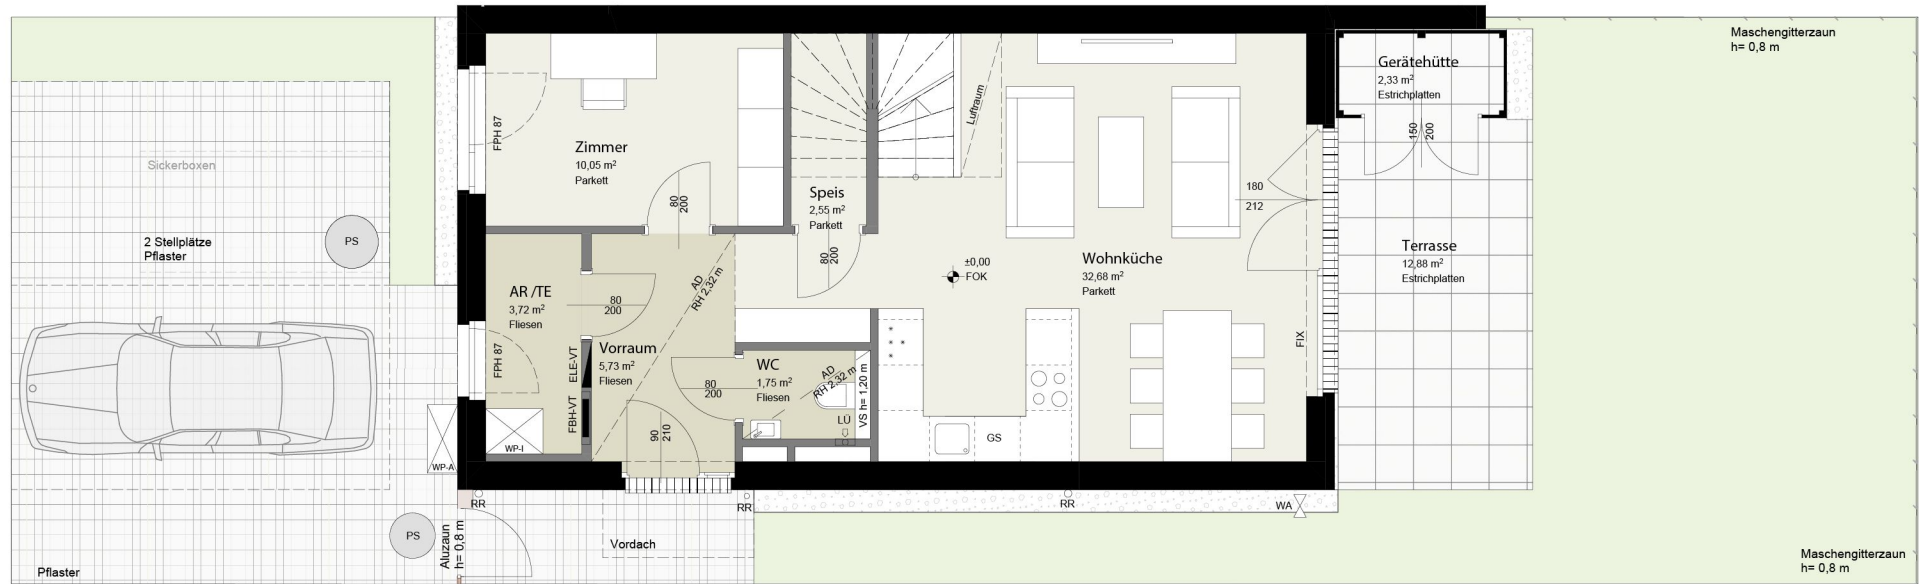 Maschengitterzaun
h= 0,8 m
Gerätehütte
2,33 m²
Estrichplatten
150
200
Luftraum
FPH 87
Zimmer
10,05 m²
Parkett
80
200
Speis
2,55 m²
Parkett
80
200
180
212
Sickerboxen
2 Stellplätze
Pflaster
PS
±0,00
FOK
Wohnküche
32,68 m²
Parkett
Terrasse
12,88 m²
Estrichplatten
AR /TE
3,72 m²
Fliesen
80
200
AD
RH 2,32 m
FPH 87
ELE-VT
FBH-VT
Vorraum
5,73 m²
Fliesen
80
200
WC
1,75 m²
Fliesen
AD
RH 2,32 m
VS h= 1,20 m
LÜ
FIX
90
210
GS
WP-I
WP-A
RR
RR
RR
WA
PS
Aluzaun
h= 0,8 m
Vordach
Pflaster
Maschengitterzaun
h= 0,8 m